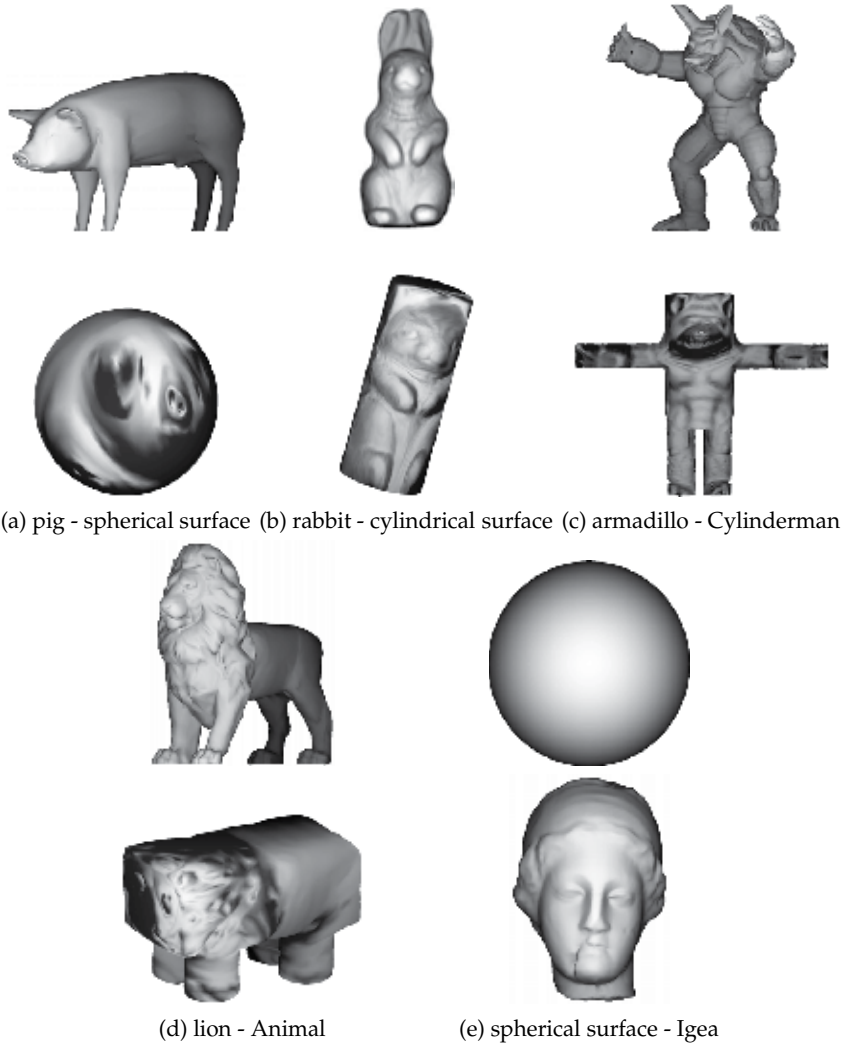 (a) pig - spherical surface (b) rabbit - cylindrical surface (c) armadillo - Cylinderman
(d) lion - Animal (e) spherical surface - Igea